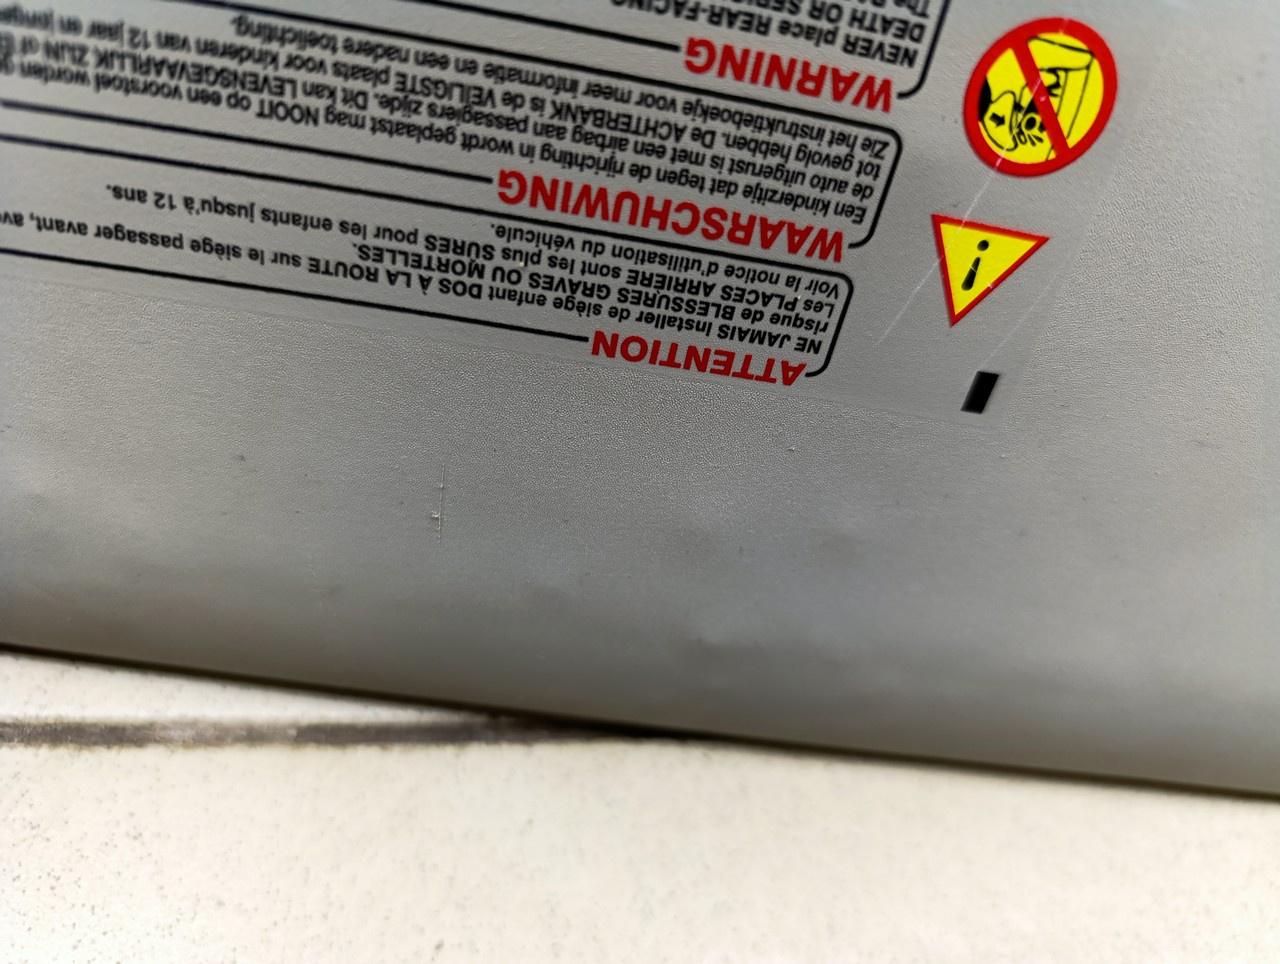 ATTENTION
NE JAMAIS installer de siège enfant DOS À LA ROUTE sur le siège passager avant,
risque de BLESSURES GRAVES OU MORTELLES.
Les PLACES ARRIÈRE sont les plus SÛRES pour les enfants jusqu'à 12 ans.
Voir la notice d'utilisation du véhicule.
WAARSCHUWING
Een kinderzitje dat tegen de rijrichting in wordt geplaatst mag NOOIT op een voorstoel worden
de auto uitgerust is met een airbag aan passagiers zijde. Dit kan LEVENSGEVAARLIJK ZIJN of
tot gevolg hebben. De ACHTERBANK is de VEILIGSTE plaats voor kinderen van 12 jaar en jonger
Zie het instruktieboekje voor meer informatie en een nadere toelichting.
WARNING
NEVER place REAR-FACING
DEATH OR
The